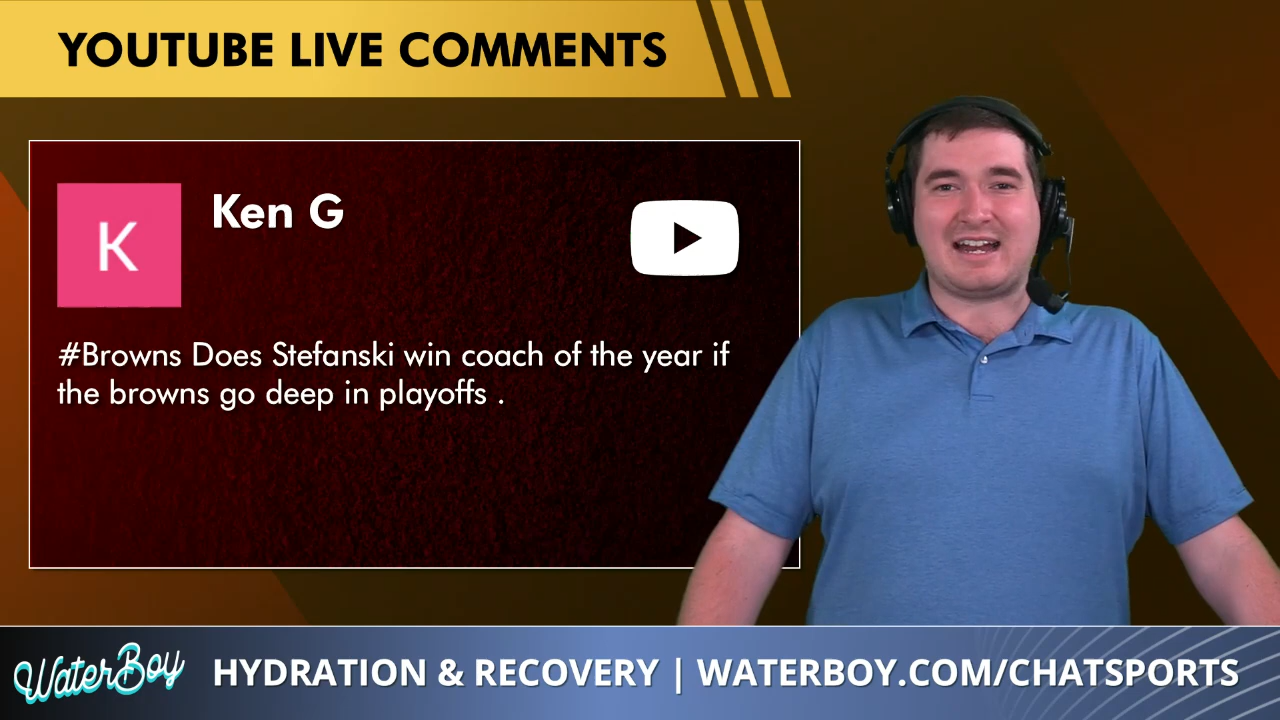 YOUTUBE LIVE COMMENTS
K
Ken G
#Browns Does Stefanski win coach of the year if
the browns go deep in playoffs .
WaterBoy
HYDRATION & RECOVERY | WATERBOY.COM/CHATSPORTS